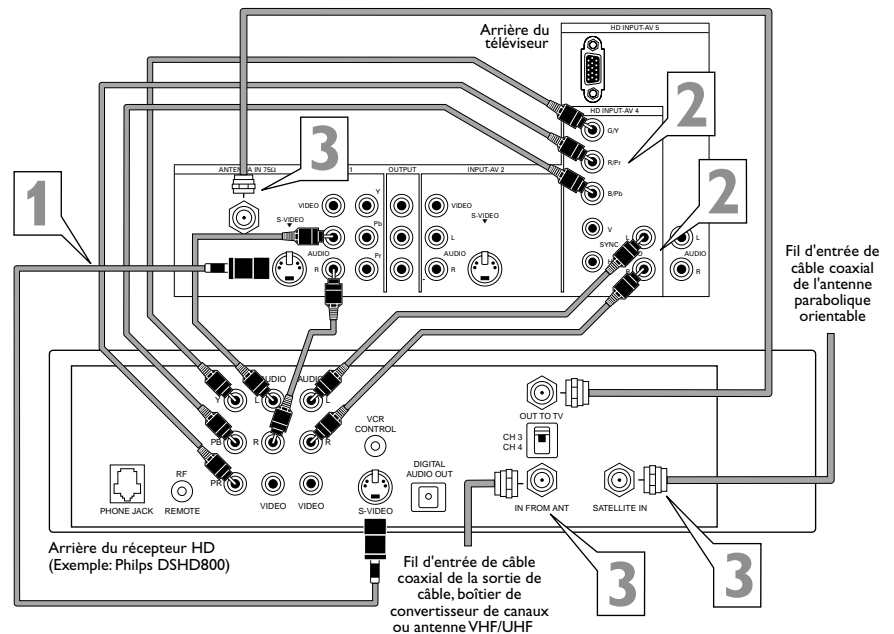 Arrière du
téléviseur
HD INPUT-AV 5
HD INPUT-AV 4
2
G/Y
R/Pr
B/Pb
3
ANTENNA IN 75Ω
1
OUTPUT
INPUT-AV 2
1
VIDEO
Y
VIDEO
S-VIDEO
Pb
L
S-VIDEO
AUDIO
R
Pr
AUDIO
R
V
SYNC
H
2
L
R
L
AUDIO
R
Fil d'entrée de
câble coaxial
de l'antenne
parabolique
orientable
AUDIO
AUDIO
Y
L
L
PB
R
R
PR
VCR
CONTROL
OUT TO TV
CH 3
CH 4
PHONE JACK
RF
REMOTE
VIDEO
VIDEO
S-VIDEO
DIGITAL
AUDIO OUT
IN FROM ANT
SATELLITE IN
3
3
Arrière du récepteur HD
(Exemple: Philps DSHD800)
Fil d'entrée de câble
coaxial de la sortie de
câble, boîtier de
convertisseur de canaux
ou antenne VHF/UHF